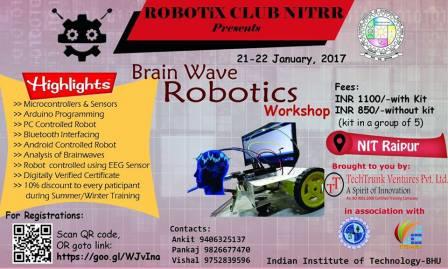 ROBOTiX CLUB NITRR
Presents
21-22 January, 2017
Brain Wave
Robotics
Workshop
Highlights
>> Microcontrollers & Sensors
>> Arduino Programming
>> PC Controlled Robot
>> Bluetooth Interfacing
>> Android Controlled Robot
>> Analysis of Brainwaves
>> Robot controlled using EEG Sensor
>> Digitally Verified Certificate
>> 10% discount to every paticipant
during Summer/Winter Training
Fees:
INR 1100/-with Kit
INR 850/-without kit
(kit in a group of 5)
NIT Raipur
Brought to you by:
TechTrunk Ventures Pvt. Ltd.
A Spirit of Innovation
in association with
For Registrations:
Scan QR code,
OR goto link:
https://goo.gl/WJvIna
Contacts:
Ankit 9406325137
Pankaj 9826677470
Vishal 9752839596
Indian Institute of Technology-BHU